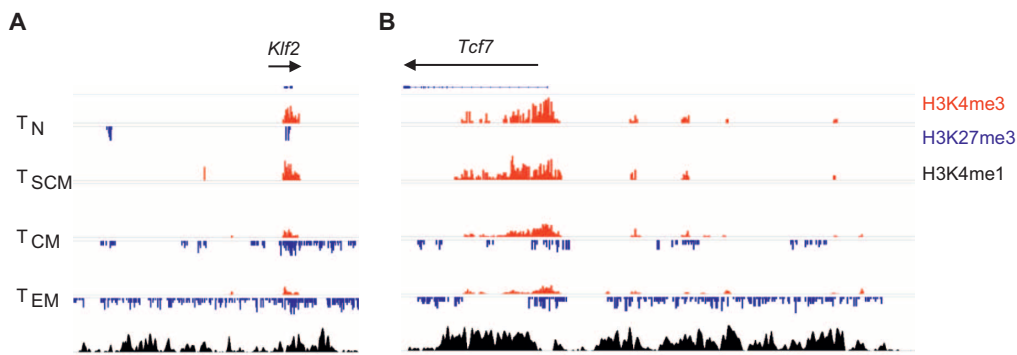 A
B
Klf2
Tcf7
H3K4me3
TN
H3K27me3
TSCM
H3K4me1
TCM
TEM